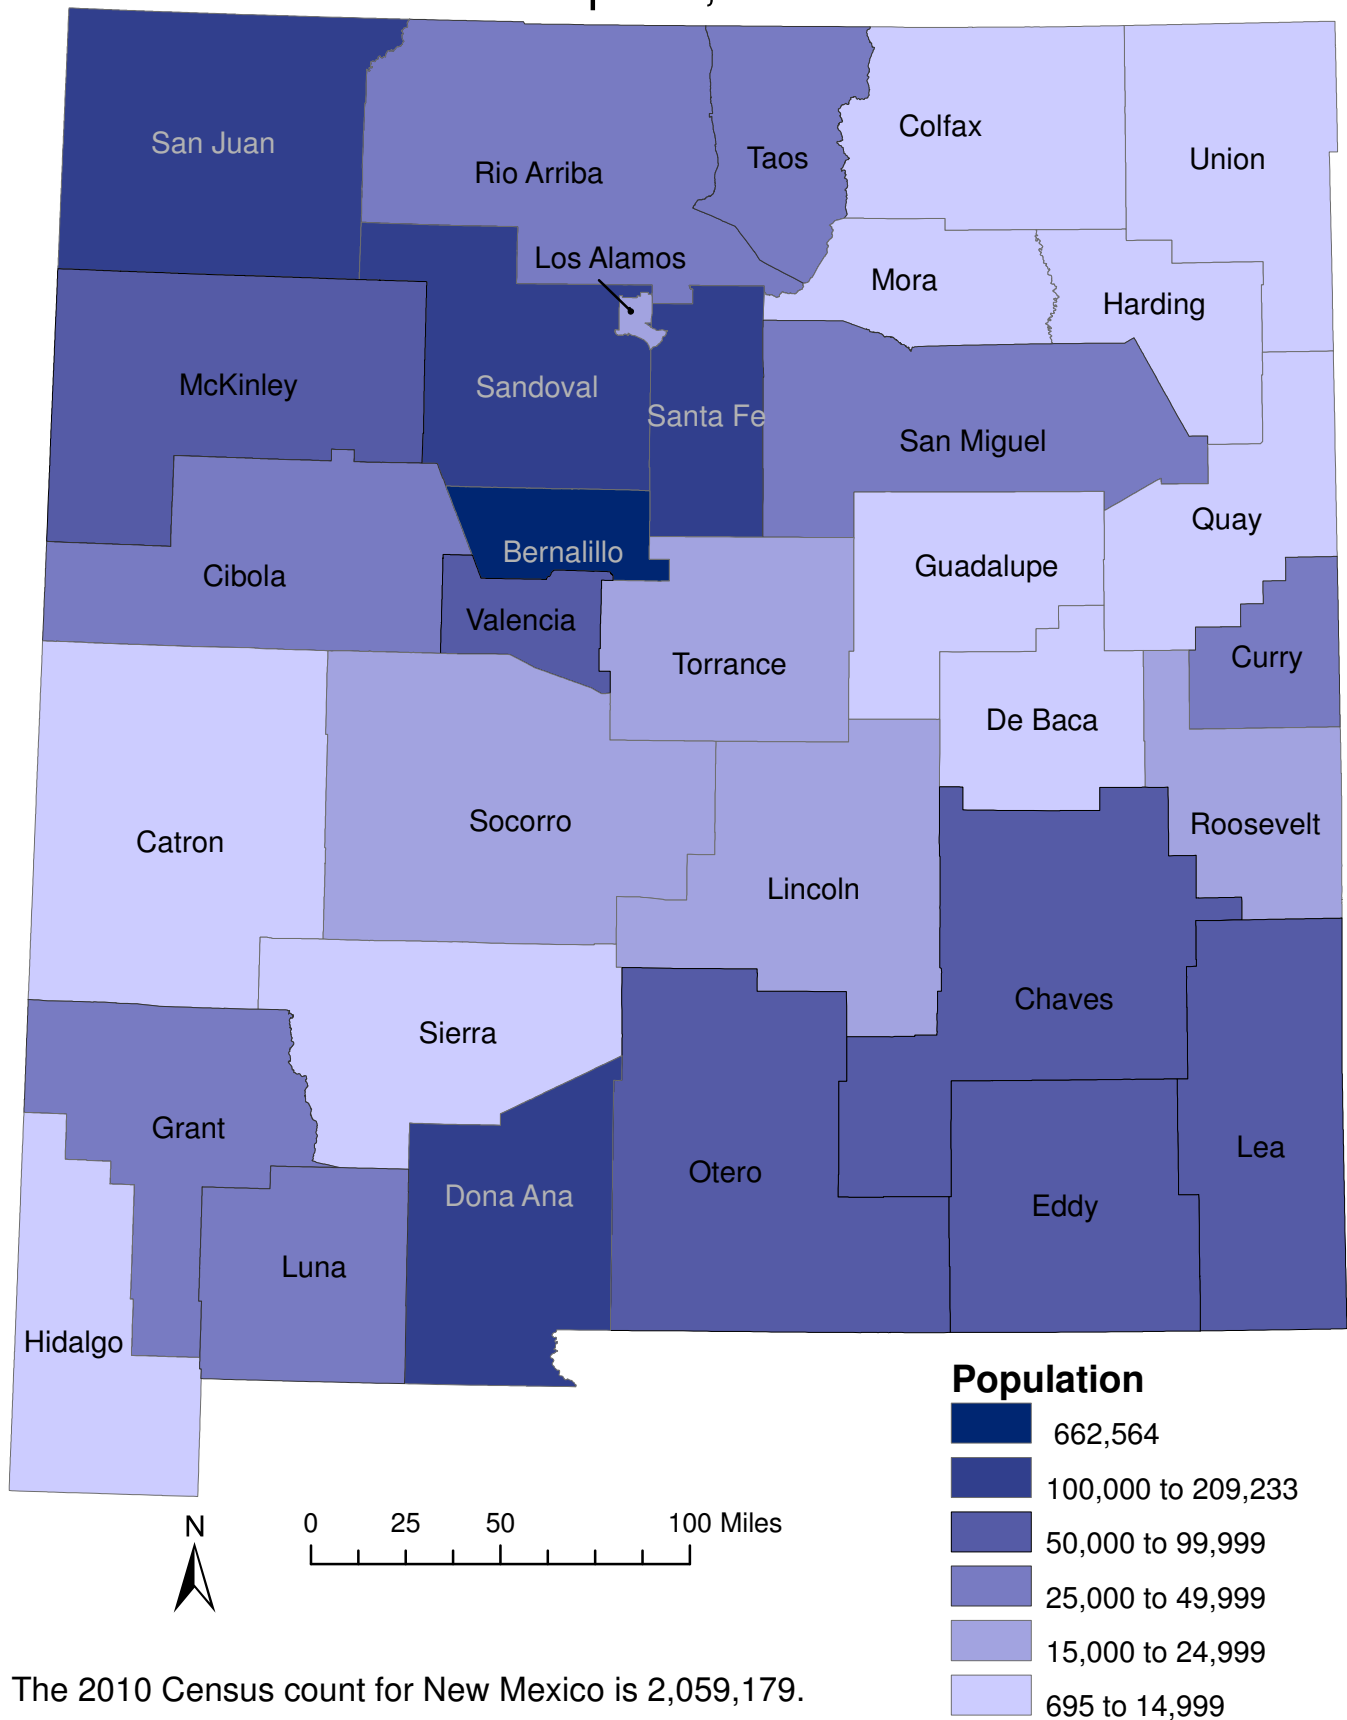 San Juan
Rio Arriba
Taos
Colfax
Union
Los Alamos
Mora
Harding
McKinley
Sandoval
Santa Fe
San Miguel
Quay
Bernalillo
Cibola
Guadalupe
Valencia
Torrance
Curry
De Baca
Catron
Socorro
Roosevelt
Lincoln
Chaves
Sierra
Grant
Lea
Otero
Dona Ana
Eddy
Luna
Hidalgo
Population
662,564
100,000 to 209,233
50,000 to 99,999
25,000 to 49,999
15,000 to 24,999
695 to 14,999
N
0 25 50 100 Miles
The 2010 Census count for New Mexico is 2,059,179.